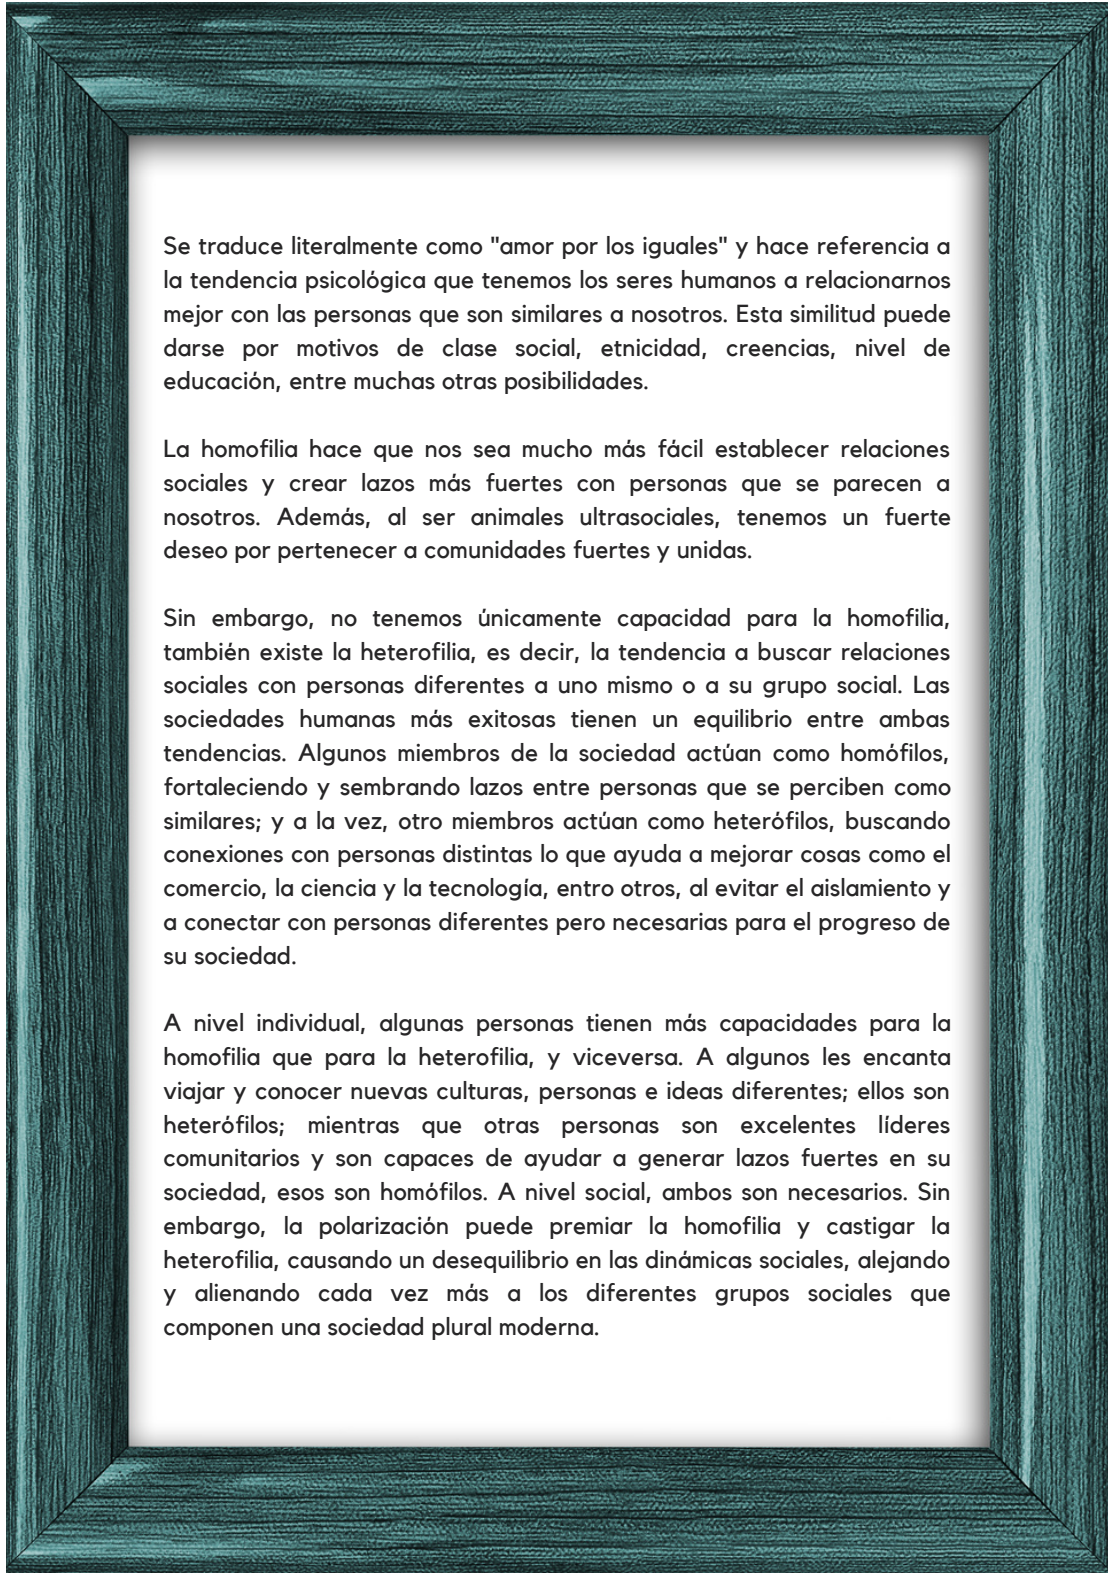 Se traduce literalmente como "amor por los iguales" y hace referencia a
la tendencia psicológica que tenemos los seres humanos a relacionarnos
mejor con las personas que son similares a nosotros. Esta similitud puede
darse por motivos de clase social, etnicidad, creencias, nivel de
educación, entre muchas otras posibilidades.
La homofilia hace que nos sea mucho más fácil establecer relaciones
sociales y crear lazos más fuertes con personas que se parecen a
nosotros. Además, al ser animales ultrasociales, tenemos un fuerte
deseo por pertenecer a comunidades fuertes y unidas.
Sin embargo, no tenemos únicamente capacidad para la homofilia,
también existe la heterofilia, es decir, la tendencia a buscar relaciones
sociales con personas diferentes a uno mismo o a su grupo social. Las
sociedades humanas más exitosas tienen un equilibrio entre ambas
tendencias. Algunos miembros de la sociedad actúan como homófilos,
fortaleciendo y sembrando lazos entre personas que se perciben como
similares; y a la vez, otro miembros actúan como heterófilos, buscando
conexiones con personas distintas lo que ayuda a mejorar cosas como el
comercio, la ciencia y la tecnología, entro otros, al evitar el aislamiento y
a conectar con personas diferentes pero necesarias para el progreso de
su sociedad.
A nivel individual, algunas personas tienen más capacidades para la
homofilia que para la heterofilia, y viceversa. A algunos les encanta
viajar y conocer nuevas culturas, personas e ideas diferentes; ellos son
heterófilos; mientras que otras personas son excelentes líderes
comunitarios y son capaces de ayudar a generar lazos fuertes en su
sociedad, esos son homófilos. A nivel social, ambos son necesarios. Sin
embargo, la polarización puede premiar la homofilia y castigar la
heterofilia, causando un desequilibrio en las dinámicas sociales, alejando
y alienando cada vez más a los diferentes grupos sociales que
componen una sociedad plural moderna.